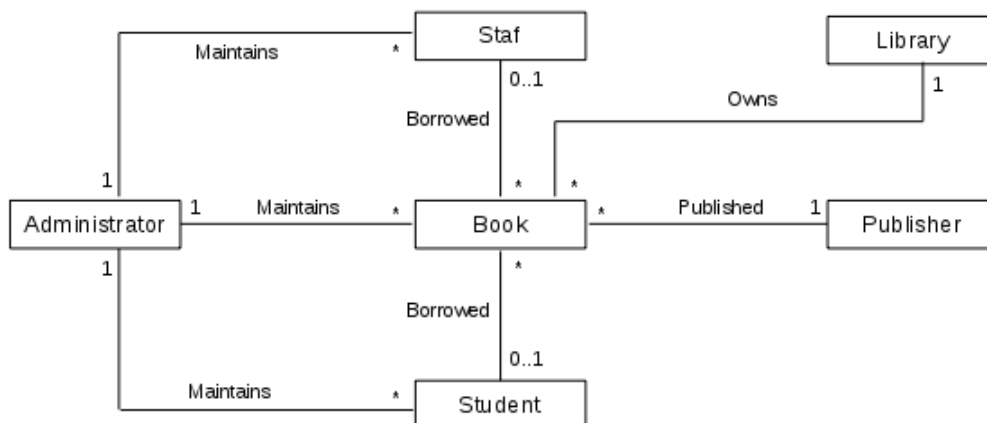 Staf
Library
Maintains
*
0..1
1
Owns
Borrowed
1
*
*
Administrator
1
Maintains
*
Book
*
Published
1
Publisher
1
*
Borrowed
0..1
Maintains
*
Student